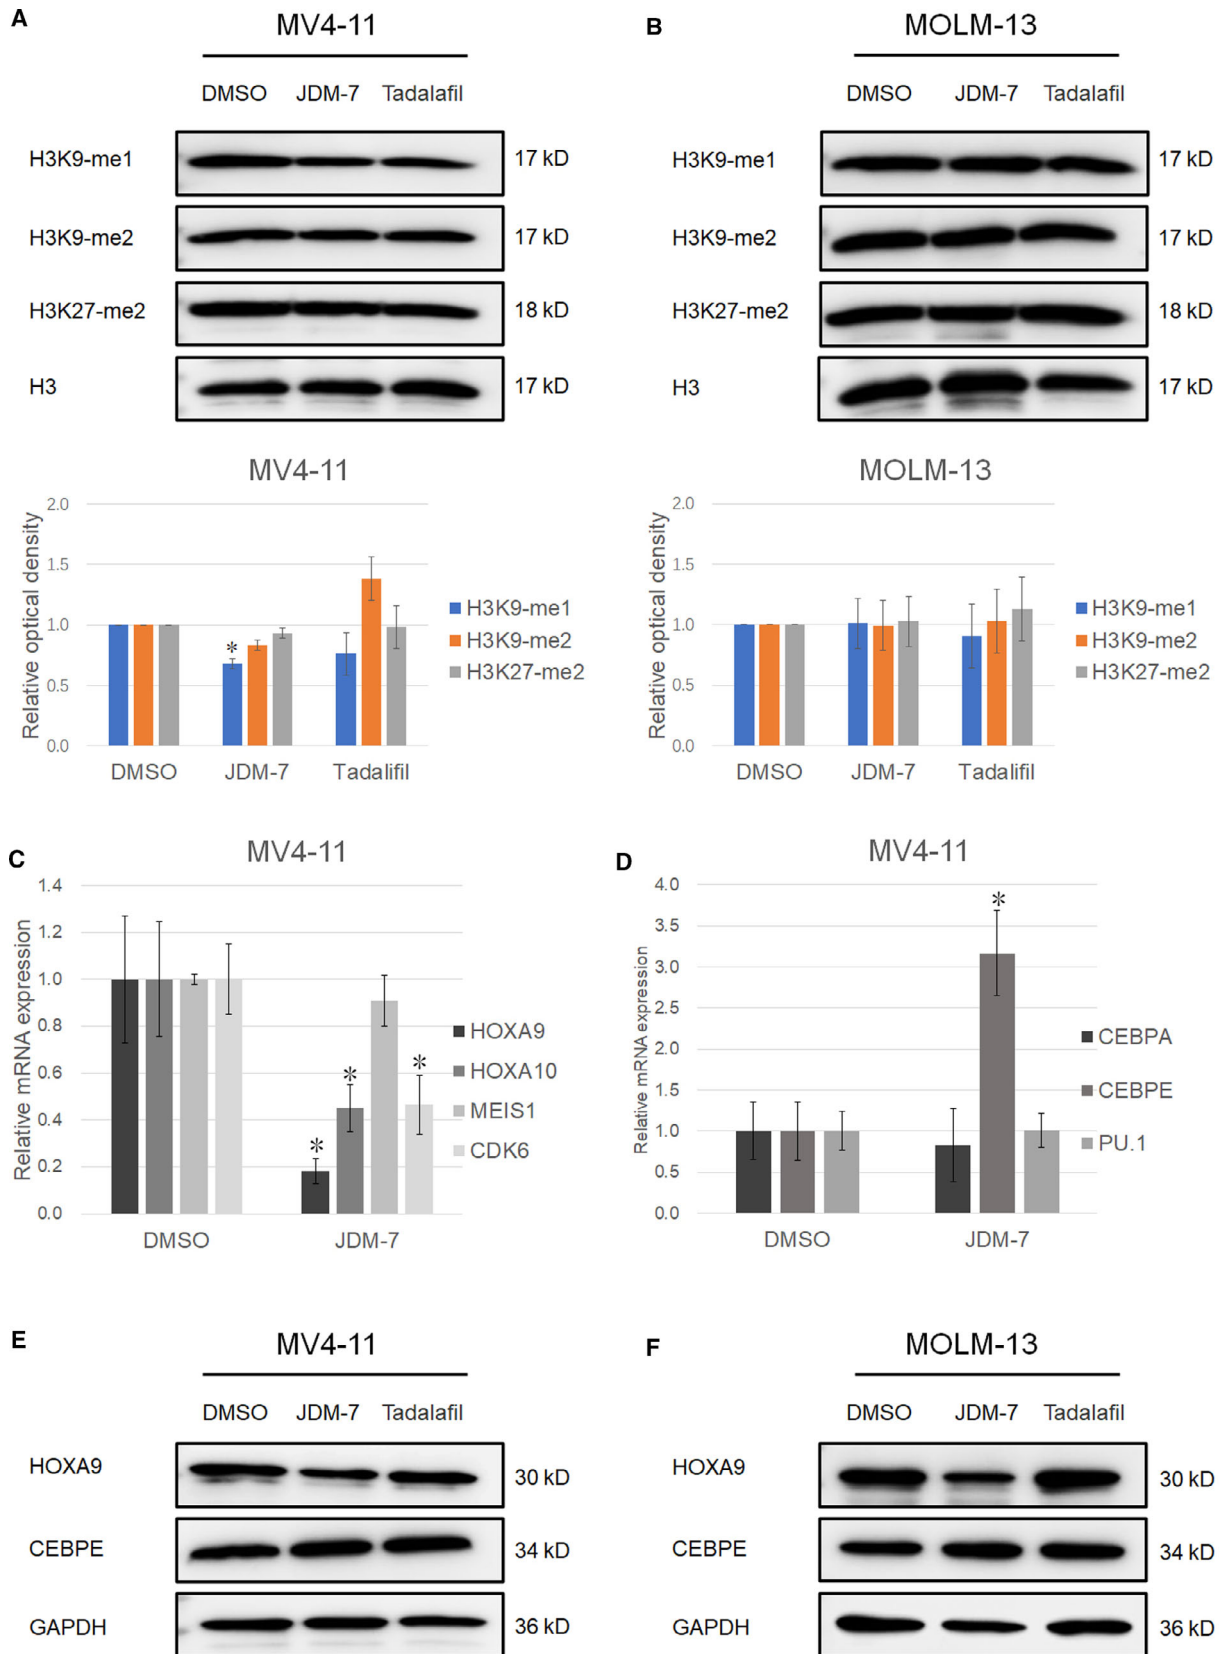 A
MV4-11
DMSO JDM-7 Tadalafil
H3K9-me1 17 kD
H3K9-me2 17 kD
H3K27-me2 18 kD
H3 17 kD
B
MOLM-13
DMSO JDM-7 Tadalafil
H3K9-me1 17 kD
H3K9-me2 17 kD
H3K27-me2 18 kD
H3 17 kD
MV4-11
Relative optical density
2.0
1.5
1.0
0.5
0.0
*
DMSO JDM-7 Tadalifil
H3K9-me1
H3K9-me2
H3K27-me2
MOLM-13
Relative optical density
2.0
1.5
1.0
0.5
0.0
DMSO JDM-7 Tadalifil
H3K9-me1
H3K9-me2
H3K27-me2
C
MV4-11
Relative mRNA expression
1.4
1.2
1.0
0.8
0.6
0.4
0.2
0.0
* * *
DMSO JDM-7
HOXA9
HOXA10
MEIS1
CDK6
D
MV4-11
Relative mRNA expression
4.0
3.5
3.0
2.5
2.0
1.5
1.0
0.5
0.0
*
DMSO JDM-7
CEBPA
CEBPE
PU.1
E
MV4-11
DMSO JDM-7 Tadalafil
HOXA9 30 kD
CEBPE 34 kD
GAPDH 36 kD
F
MOLM-13
DMSO JDM-7 Tadalafil
HOXA9 30 kD
CEBPE 34 kD
GAPDH 36 kD